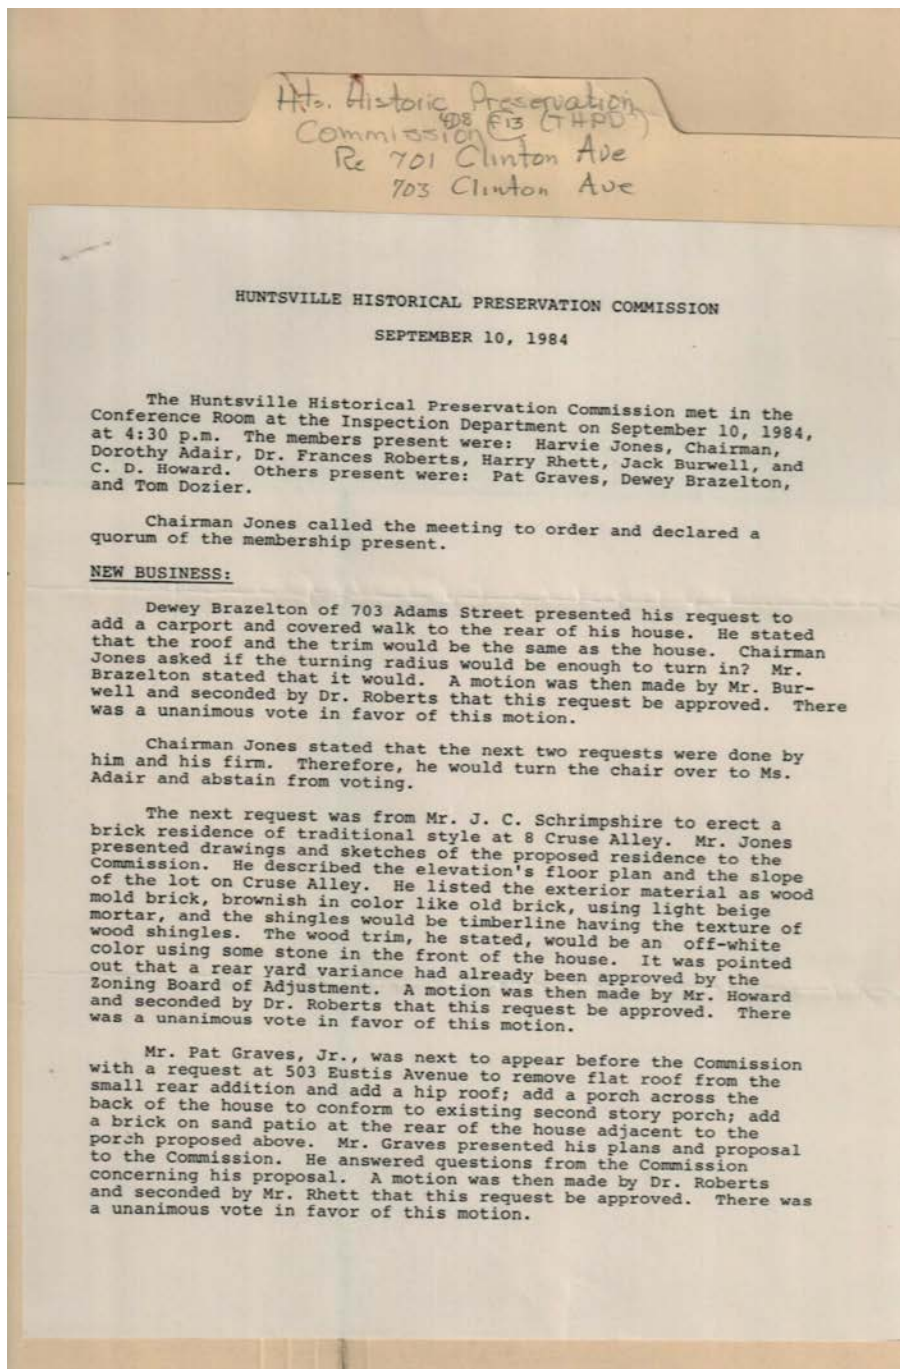 Hts. Historic Preservation
4D8 F13 (THPD)
Commission
Re 701 Clinton Ave
703 Clinton Ave
HUNTSVILLE HISTORICAL PRESERVATION COMMISSION
SEPTEMBER 10, 1984
The Huntsville Historical Preservation Commission met in the
Conference Room at the Inspection Department on September 10, 1984,
at 4:30 p.m. The members present were: Harvie Jones, Chairman,
Dorothy Adair, Dr. Frances Roberts, Harry Rhett, Jack Burwell, and
C. D. Howard. Others present were: Pat Graves, Dewey Brazelton,
and Tom Dozier.
Chairman Jones called the meeting to order and declared a
quorum of the membership present.
NEW BUSINESS:
Dewey Brazelton of 703 Adams Street presented his request to
add a carport and covered walk to the rear of his house. He stated
that the roof and the trim would be the same as the house. Chairman
Jones asked if the turning radius would be enough to turn in? Mr.
Brazelton stated that it would. A motion was then made by Mr. Bur-
well and seconded by Dr. Roberts that this request be approved. There
was a unanimous vote in favor of this motion.
Chairman Jones stated that the next two requests were done by
him and his firm. Therefore, he would turn the chair over to Ms.
Adair and abstain from voting.
The next request was from Mr. J. C. Schrimpshire to erect a
brick residence of traditional style at 8 Cruse Alley. Mr. Jones
presented drawings and sketches of the proposed residence to the
Commission. He described the elevation's floor plan and the slope
of the lot on Cruse Alley. He listed the exterior material as wood
mold brick, brownish in color like old brick, using light beige
mortar, and the shingles would be timberline having the texture of
wood shingles. The wood trim, he stated, would be an off-white
color using some stone in the front of the house. It was pointed
out that a rear yard variance had already been approved by the
Zoning Board of Adjustment. A motion was then made by Mr. Howard
and seconded by Dr. Roberts that this request be approved. There
was a unanimous vote in favor of this motion.
Mr. Pat Graves, Jr., was next to appear before the Commission
with a request at 503 Eustis Avenue to remove flat roof from the
small rear addition and add a hip roof; add a porch across the
back of the house to conform to existing second story porch; add
a brick on sand patio at the rear of the house adjacent to the
porch proposed above. Mr. Graves presented his plans and proposal
to the Commission. He answered questions from the Commission
concerning his proposal. A motion was then made by Dr. Roberts
and seconded by Mr. Rhett that this request be approved. There was
a unanimous vote in favor of this motion.